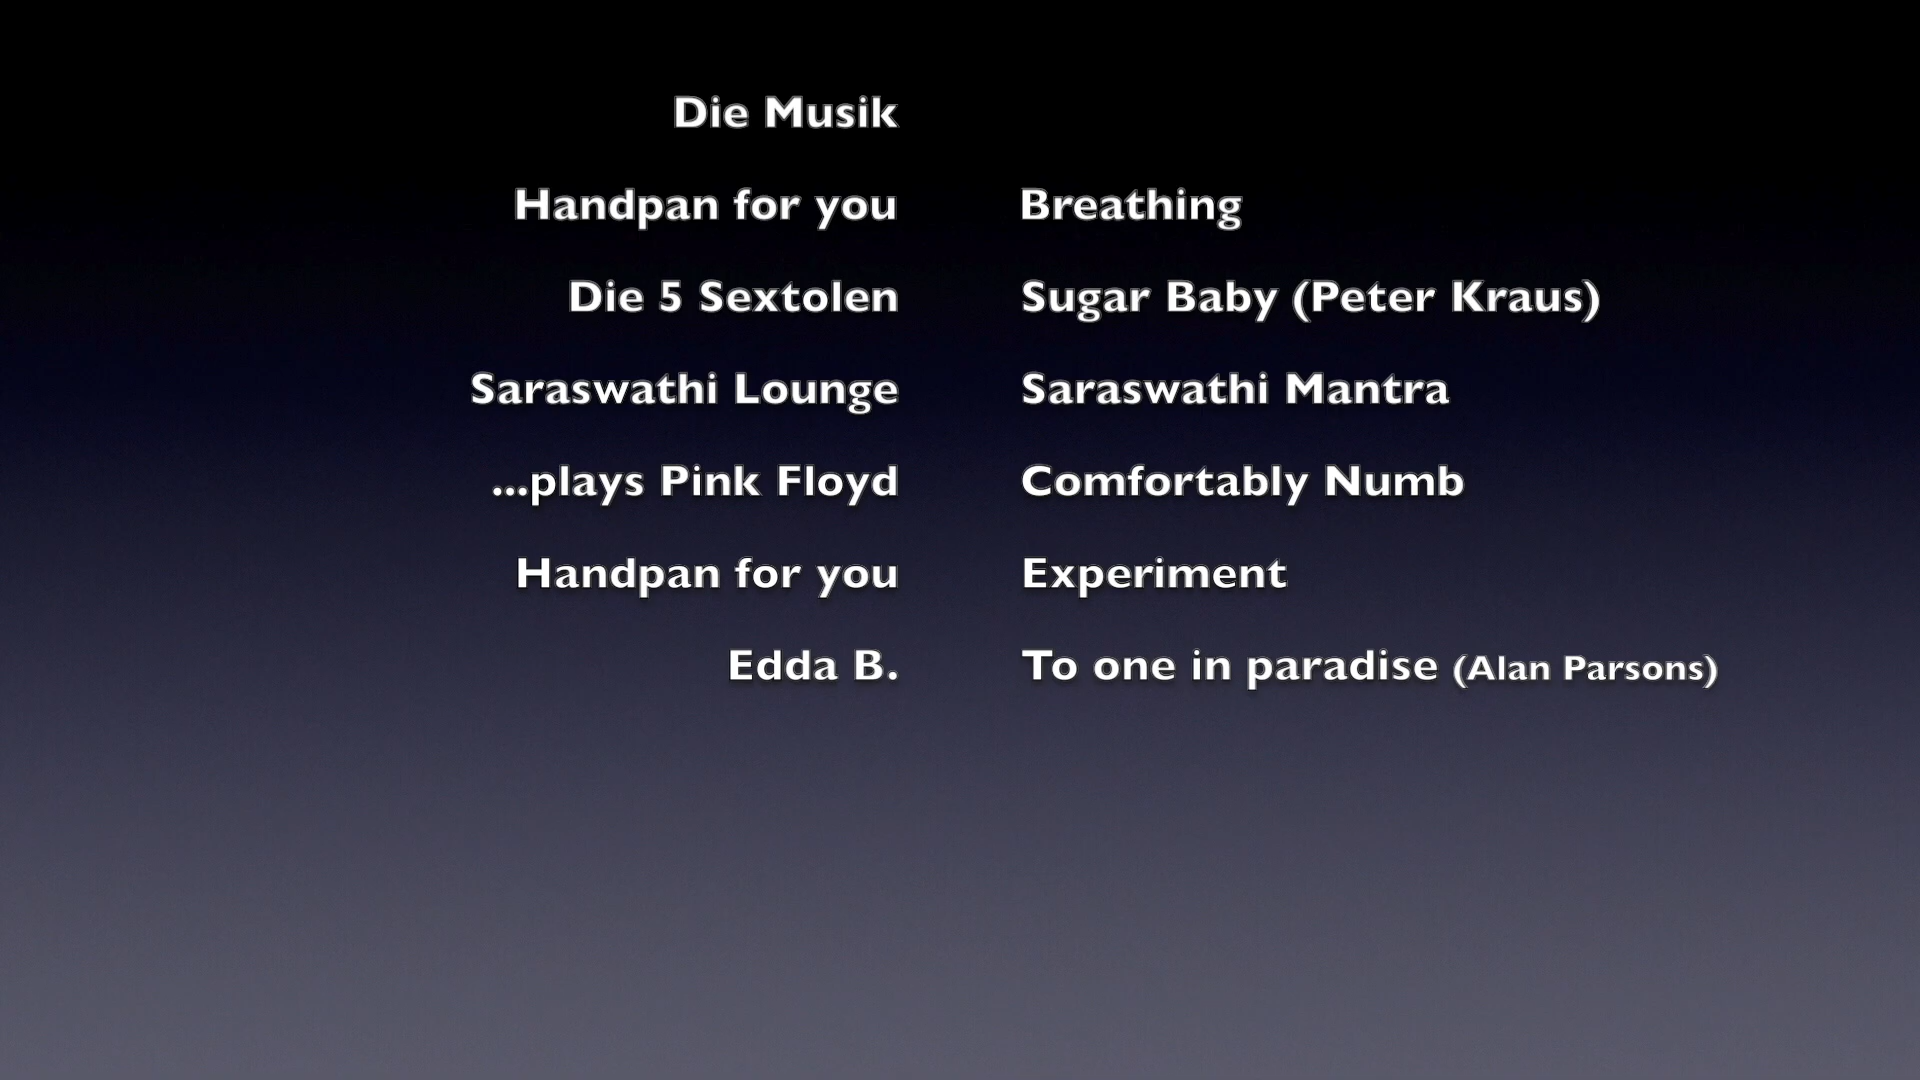 Die Musik
Handpan for you Breathing
Die 5 Sextolen Sugar Baby (Peter Kraus)
Saraswathi Lounge Saraswathi Mantra
...plays Pink Floyd Comfortably Numb
Handpan for you Experiment
Edda B. To one in paradise (Alan Parsons)